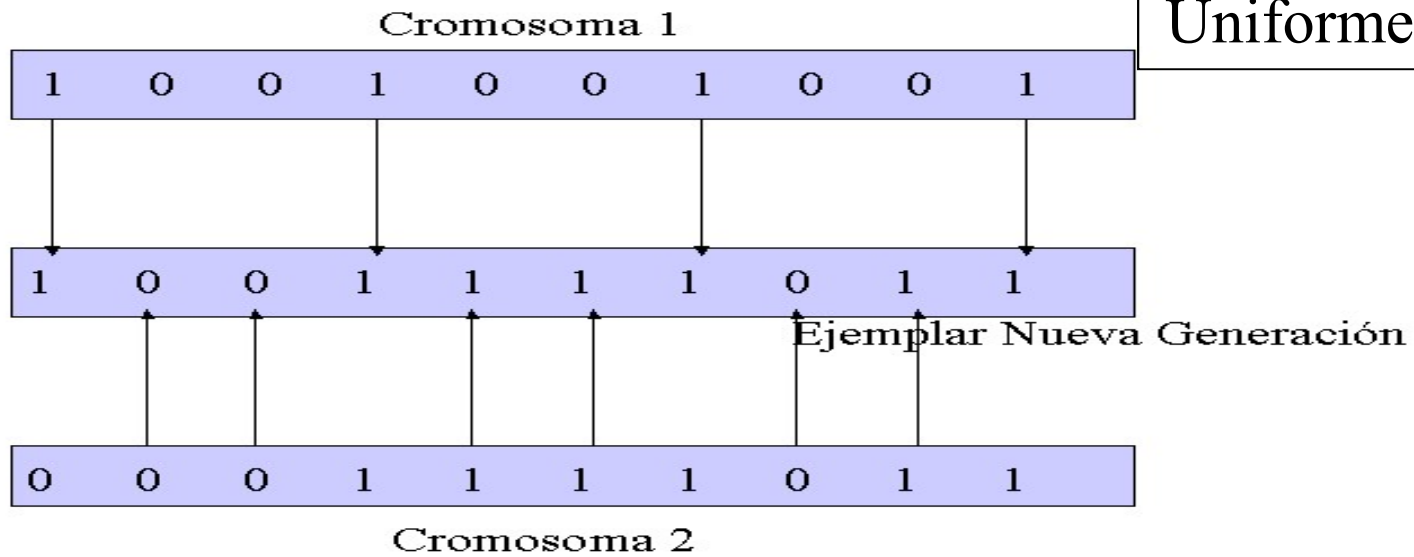 Uniforme
Cromosoma 1
1 0 0 1 0 0 1 0 0 1
1 0 0 1 1 1 1 0 1 1
Ejemplar Nueva Generación
0 0 0 1 1 1 1 0 1 1
Cromosoma 2